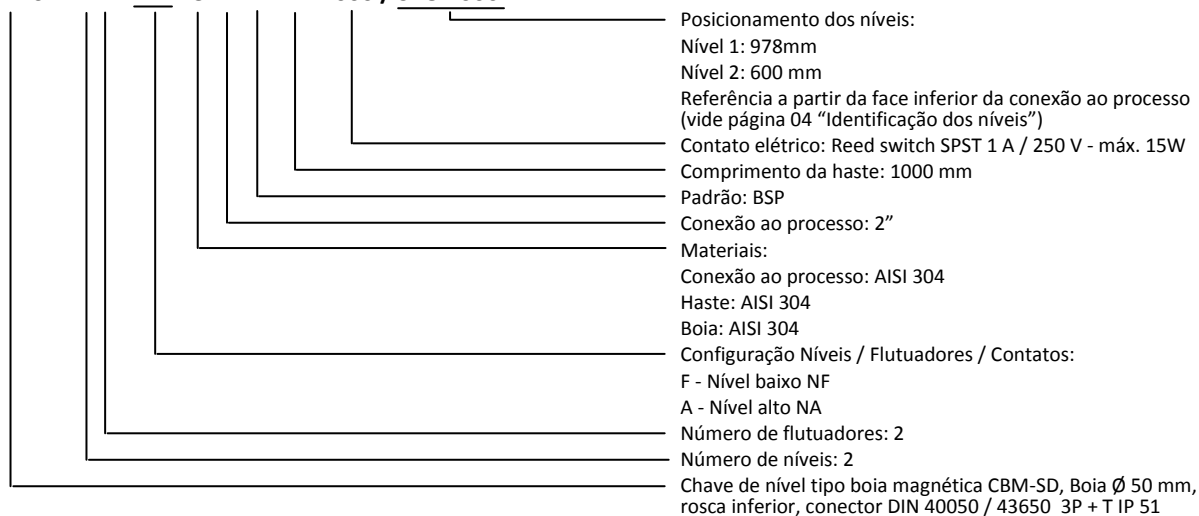 Posicionamento dos níveis:
Nível 1: 978mm
Nível 2: 600 mm
Referência a partir da face inferior da conexão ao processo
(vide página 04 “Identificação dos níveis”)
Contato elétrico: Reed switch SPST 1 A / 250 V - máx. 15W
Comprimento da haste: 1000 mm
Padrão: BSP
Conexão ao processo: 2”
Materiais:
Conexão ao processo: AISI 304
Haste: AISI 304
Boia: AISI 304
Configuração Níveis / Flutuadores / Contatos:
F - Nível baixo NF
A - Nível alto NA
Número de flutuadores: 2
Número de níveis: 2
Chave de nível tipo boia magnética CBM-SD, Boia Ø 50 mm,
rosca inferior, conector DIN 40050 / 43650 3P + T IP 51